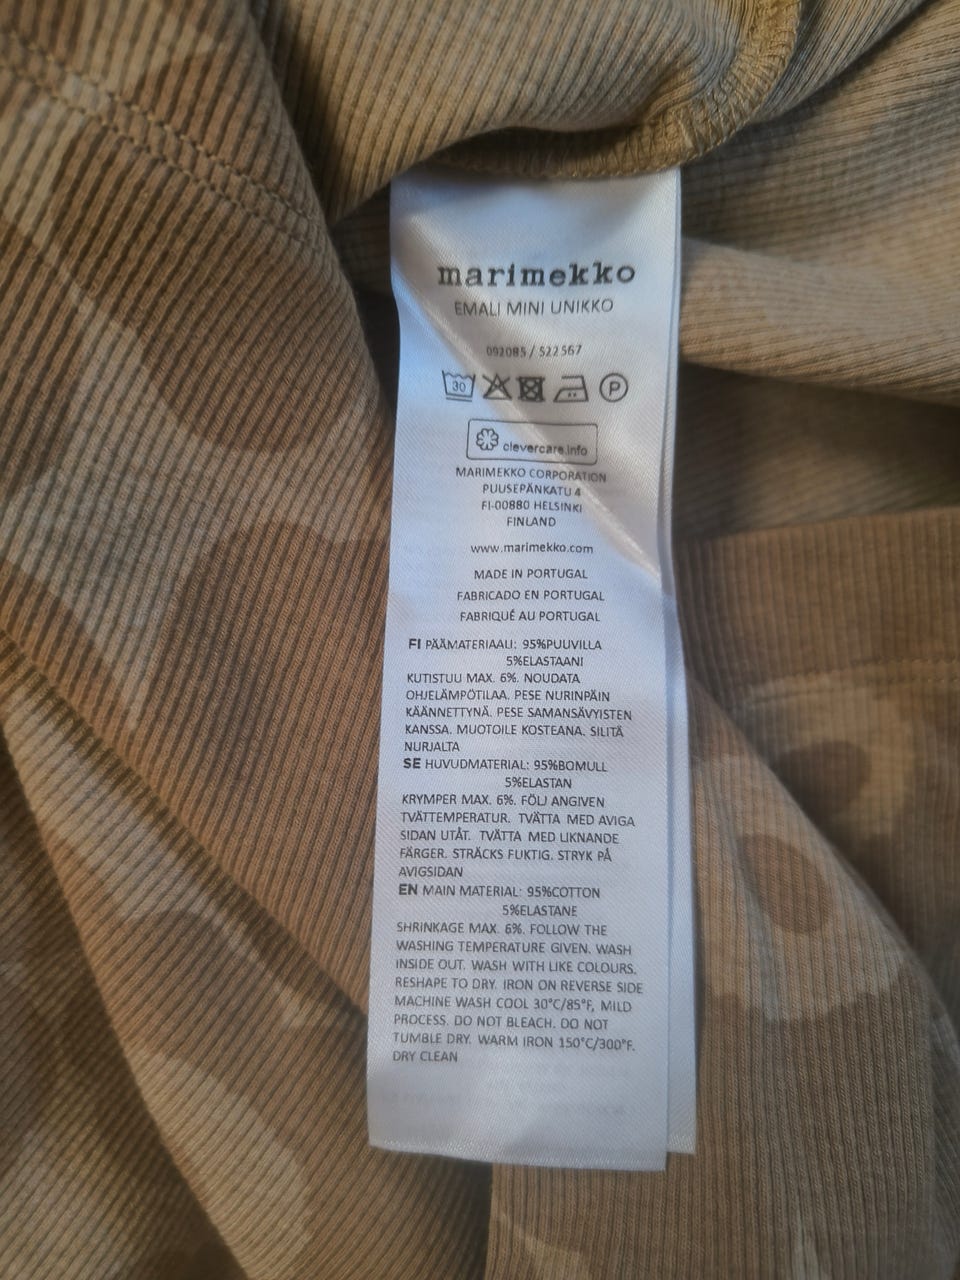 marimekko
EMALI MINI UNIKKO
092085 / 522567
30
P
clevercare.info
MARIMEKKO CORPORATION
PUUSEPÄNKATU 4
FI-00880 HELSINKI
FINLAND
www.marimekko.com
MADE IN PORTUGAL
FABRICADO EN PORTUGAL
FABRIQUÉ AU PORTUGAL
FI PÄÄMATERIAALI: 95%PUUVILLA
5%ELASTAANI
KUTISTUU MAX. 6%. NOUDATA
OHJELÄMPÖTILAA. PESE NURINPÄIN
KÄÄNNETTYNÄ. PESE SAMANSÄVYISTEN
KANSSA. MUOTOILE KOSTEANA. SILITÄ
NURJALTA
SE HUVUDMATERIAL: 95%BOMULL
5%ELASTAN
KRYMPER MAX. 6%. FÖLJ ANGIVEN
TVÄTTEMPERATUR. TVÄTTA MED AVIGA
SIDAN UTÅT. TVÄTTA MED LIKNANDE
FÄRGER. STRÄCKS FUKTIG. STRYK PÅ
AVIGSIDAN
EN MAIN MATERIAL: 95%COTTON
5%ELASTANE
SHRINKAGE MAX. 6%. FOLLOW THE
WASHING TEMPERATURE GIVEN. WASH
INSIDE OUT. WASH WITH LIKE COLOURS.
RESHAPE TO DRY. IRON ON REVERSE SIDE
MACHINE WASH COOL 30°C/85°F, MILD
PROCESS. DO NOT BLEACH. DO NOT
TUMBLE DRY. WARM IRON 150°C/300°F.
DRY CLEAN